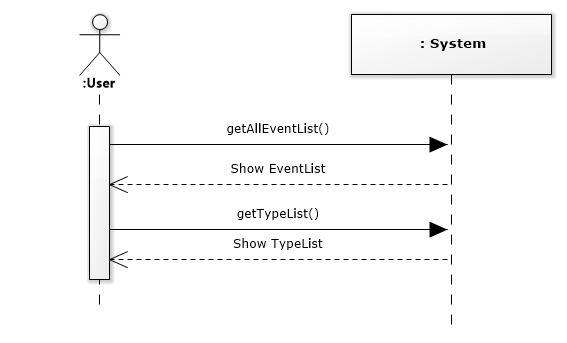 : System
:User
getAllEventList()
Show EventList
getTypeList()
Show TypeList